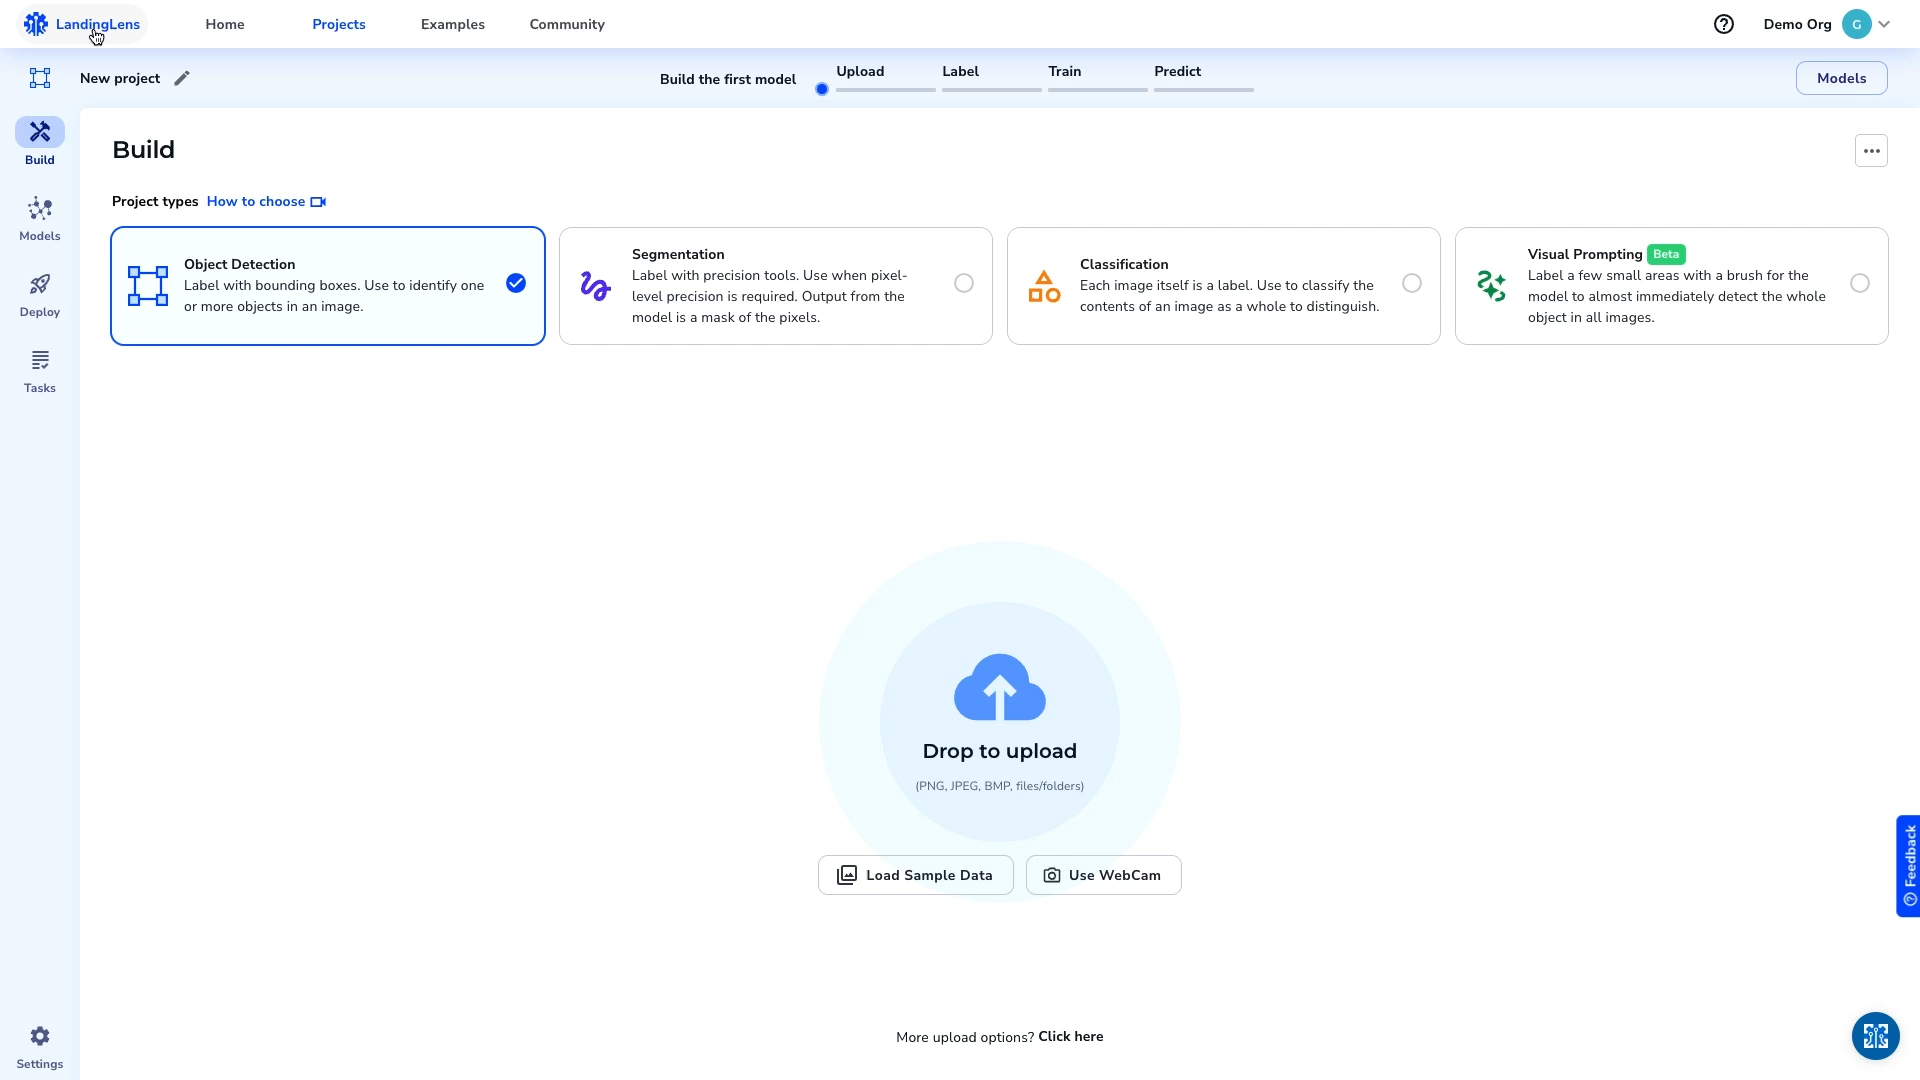 LandingLens
Home
Projects
Examples
Community
Demo Org
G
New project
Build the first model
Upload
Label
Train
Predict
Models
Build
Models
Deploy
Tasks
Settings
Build
Project types How to choose
Object Detection
Label with bounding boxes. Use to identify one
or more objects in an image.
Segmentation
Label with precision tools. Use when pixel-
level precision is required. Output from the
model is a mask of the pixels.
Classification
Each image itself is a label. Use to classify the
contents of an image as a whole to distinguish.
Visual Prompting Beta
Label a few small areas with a brush for the
model to almost immediately detect the whole
object in all images.
Drop to upload
(PNG, JPEG, BMP, files/folders)
Load Sample Data
Use WebCam
More upload options? Click here
Feedback